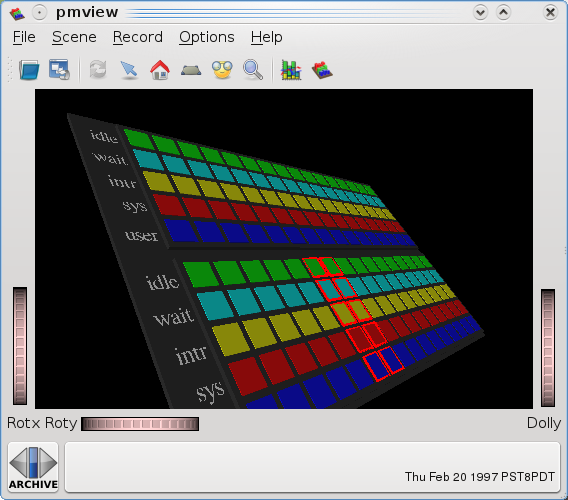 pmview
File Scene Record Options Help
idle
wait
intr
sys
user
idle
wait
intr
sys
Rotx Roty Dolly
ARCHIVE
Thu Feb 20 1997 PST8PDT